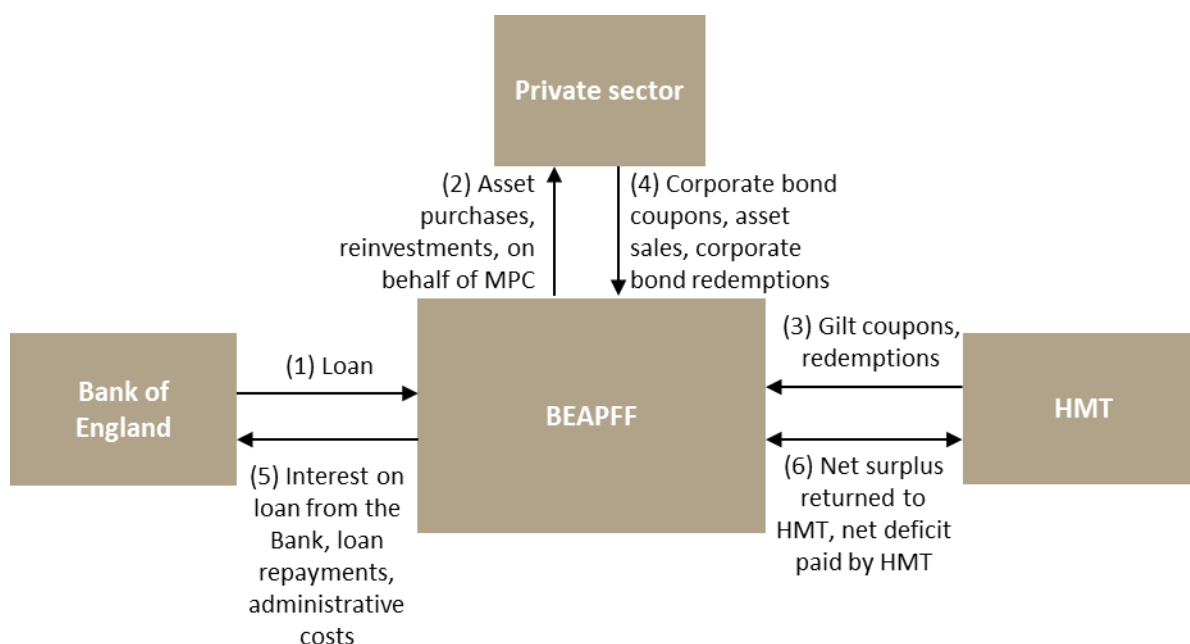 Private sector
(2) Asset
purchases,
reinvestments, on
behalf of MPC
(4) Corporate bond
coupons, asset
sales, corporate
bond redemptions
Bank of
England
(1) Loan
(5) Interest on
loan from the
Bank, loan
repayments,
administrative
costs
BEAPFF
(3) Gilt coupons,
redemptions
(6) Net surplus
returned to
HMT, net deficit
paid by HMT
HMT